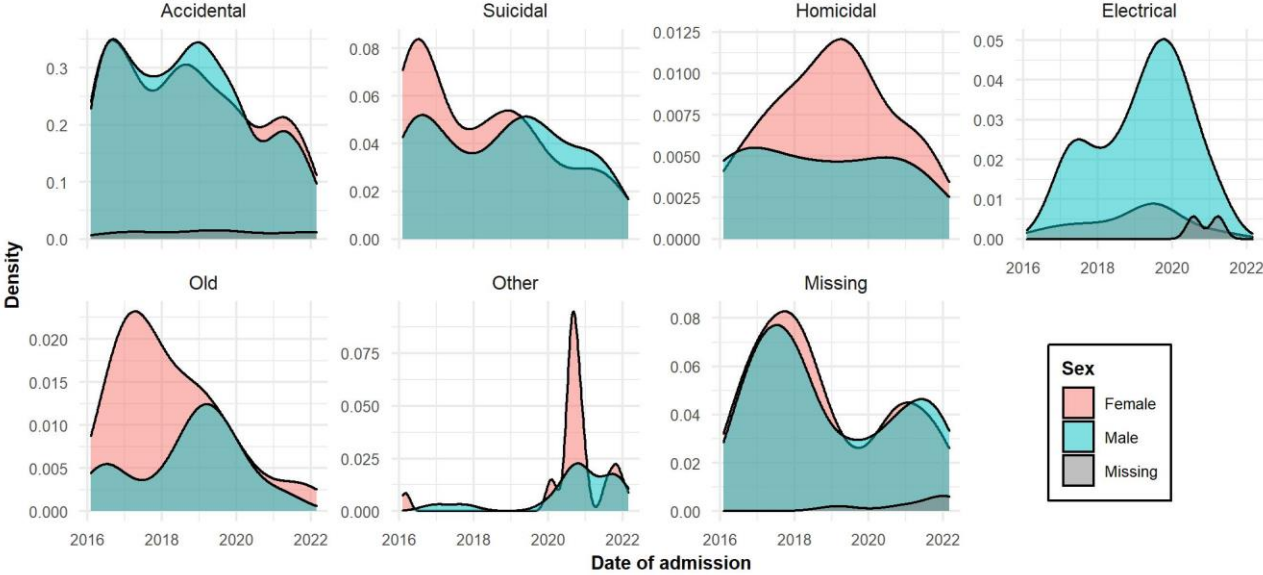 Accidental
Suicidal
Homicidal
Electrical
0.3
0.2
0.1
0.0
0.08
0.06
0.04
0.02
0.00
0.0125
0.0100
0.0075
0.0050
0.0025
0.0000
0.05
0.04
0.03
0.02
0.01
0.00
2016 2018 2020 2022
Density
Old
Other
Missing
0.020
0.015
0.010
0.005
0.000
0.075
0.050
0.025
0.000
0.08
0.06
0.04
0.02
0.00
Sex
Female
Male
Missing
2016 2018 2020 2022
2016 2018 2020 2022
2016 2018 2020 2022
Date of admission